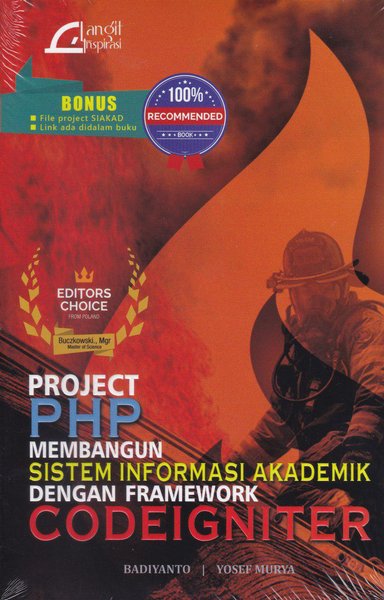 Langit
Inspirasi
BONUS
File project SIAKAD
Link ada didalam buku
100%
RECOMMENDED
BOOK
EDITORS
CHOICE
FROM POLAND
Buczkowski., Mgr
Master of Science
PROJECT
PHP
MEMBANGUN
SISTEM INFORMASI AKADEMIK
DENGAN FRAMEWORK
CODEIGNITER
BADIYANTO | YOSEF MURYA